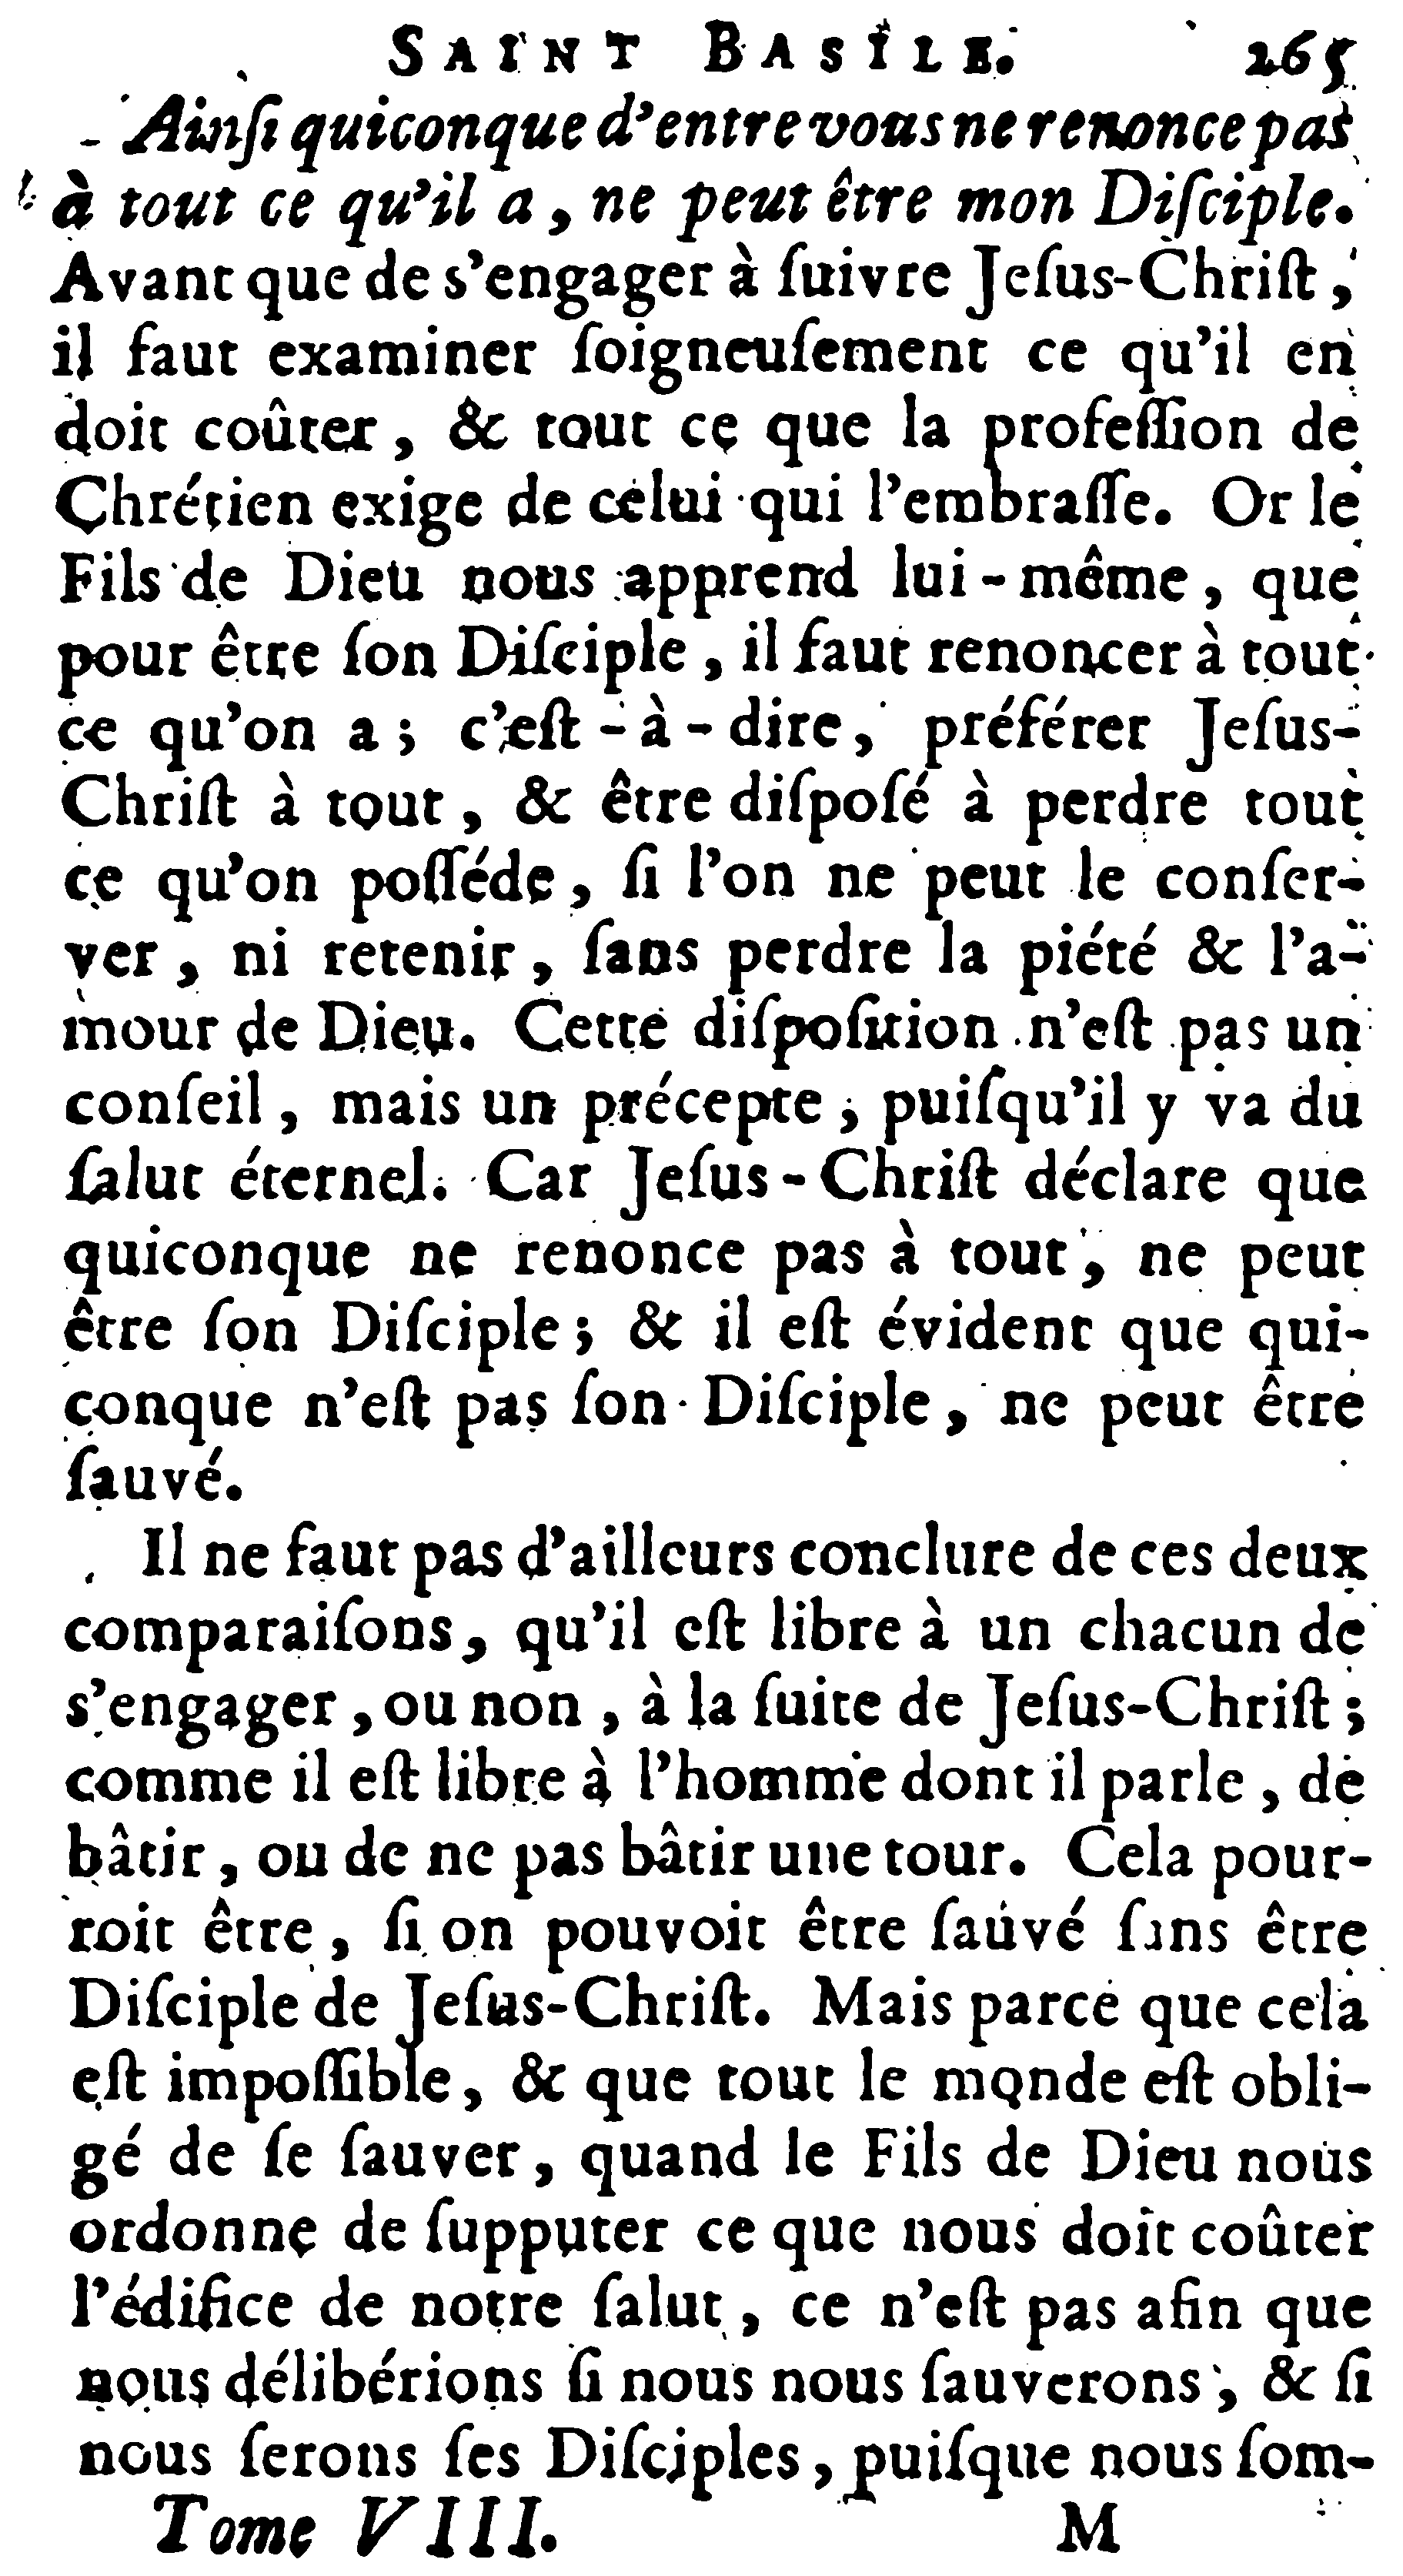 SAINT BASILE. 265
Ainſi quiconque d'entre vous ne renonce pas
à tout ce qu'il a, ne peut être mon Diſciple.
Avant que de s'engager à ſuivre Jeſus-Chriſt,
il faut examiner ſoigneuſement ce qu'il en
doit coûter, & tout ce que la profeſſion de
Chrétien exige de celui qui l'embraſſe. Or le
Fils de Dieu nous apprend lui-même, que
pour être ſon Diſciple, il faut renoncer à tout
ce qu'on a; c'eſt-à-dire, préférer Jeſus-
Chriſt à tout, & être diſpoſé à perdre tout
ce qu'on poſſéde, ſi l'on ne peut le conſer-
ver, ni retenir, ſans perdre la piété & l'a-
mour de Dieu. Cette diſpoſition n'eſt pas un
conſeil, mais un précepte, puiſqu'il y va du
ſalut éternel. Car Jeſus-Chriſt déclare que
quiconque ne renonce pas à tout, ne peut
être ſon Diſciple; & il eſt évident que qui-
conque n'eſt pas ſon Diſciple, ne peut être
ſauvé.
Il ne faut pas d'ailleurs conclure de ces deux
comparaiſons, qu'il eſt libre à un chacun de
s'engager, ou non, à la ſuite de Jeſus-Chriſt;
comme il eſt libre à l'homme dont il parle, de
bâtir, ou de ne pas bâtir une tour. Cela pour-
roit être, ſi on pouvoit être ſauvé ſans être
Diſciple de Jeſus-Chriſt. Mais parce que cela
eſt impoſſible, & que tout le monde eſt obli-
gé de ſe ſauver, quand le Fils de Dieu nous
ordonne de ſupputer ce que nous doit coûter
l'édifice de notre ſalut, ce n'eſt pas afin que
nous délibérions ſi nous nous ſauverons, & ſi
nous ſerons ſes Diſciples, puiſque nous ſom-
Tome VIII. M